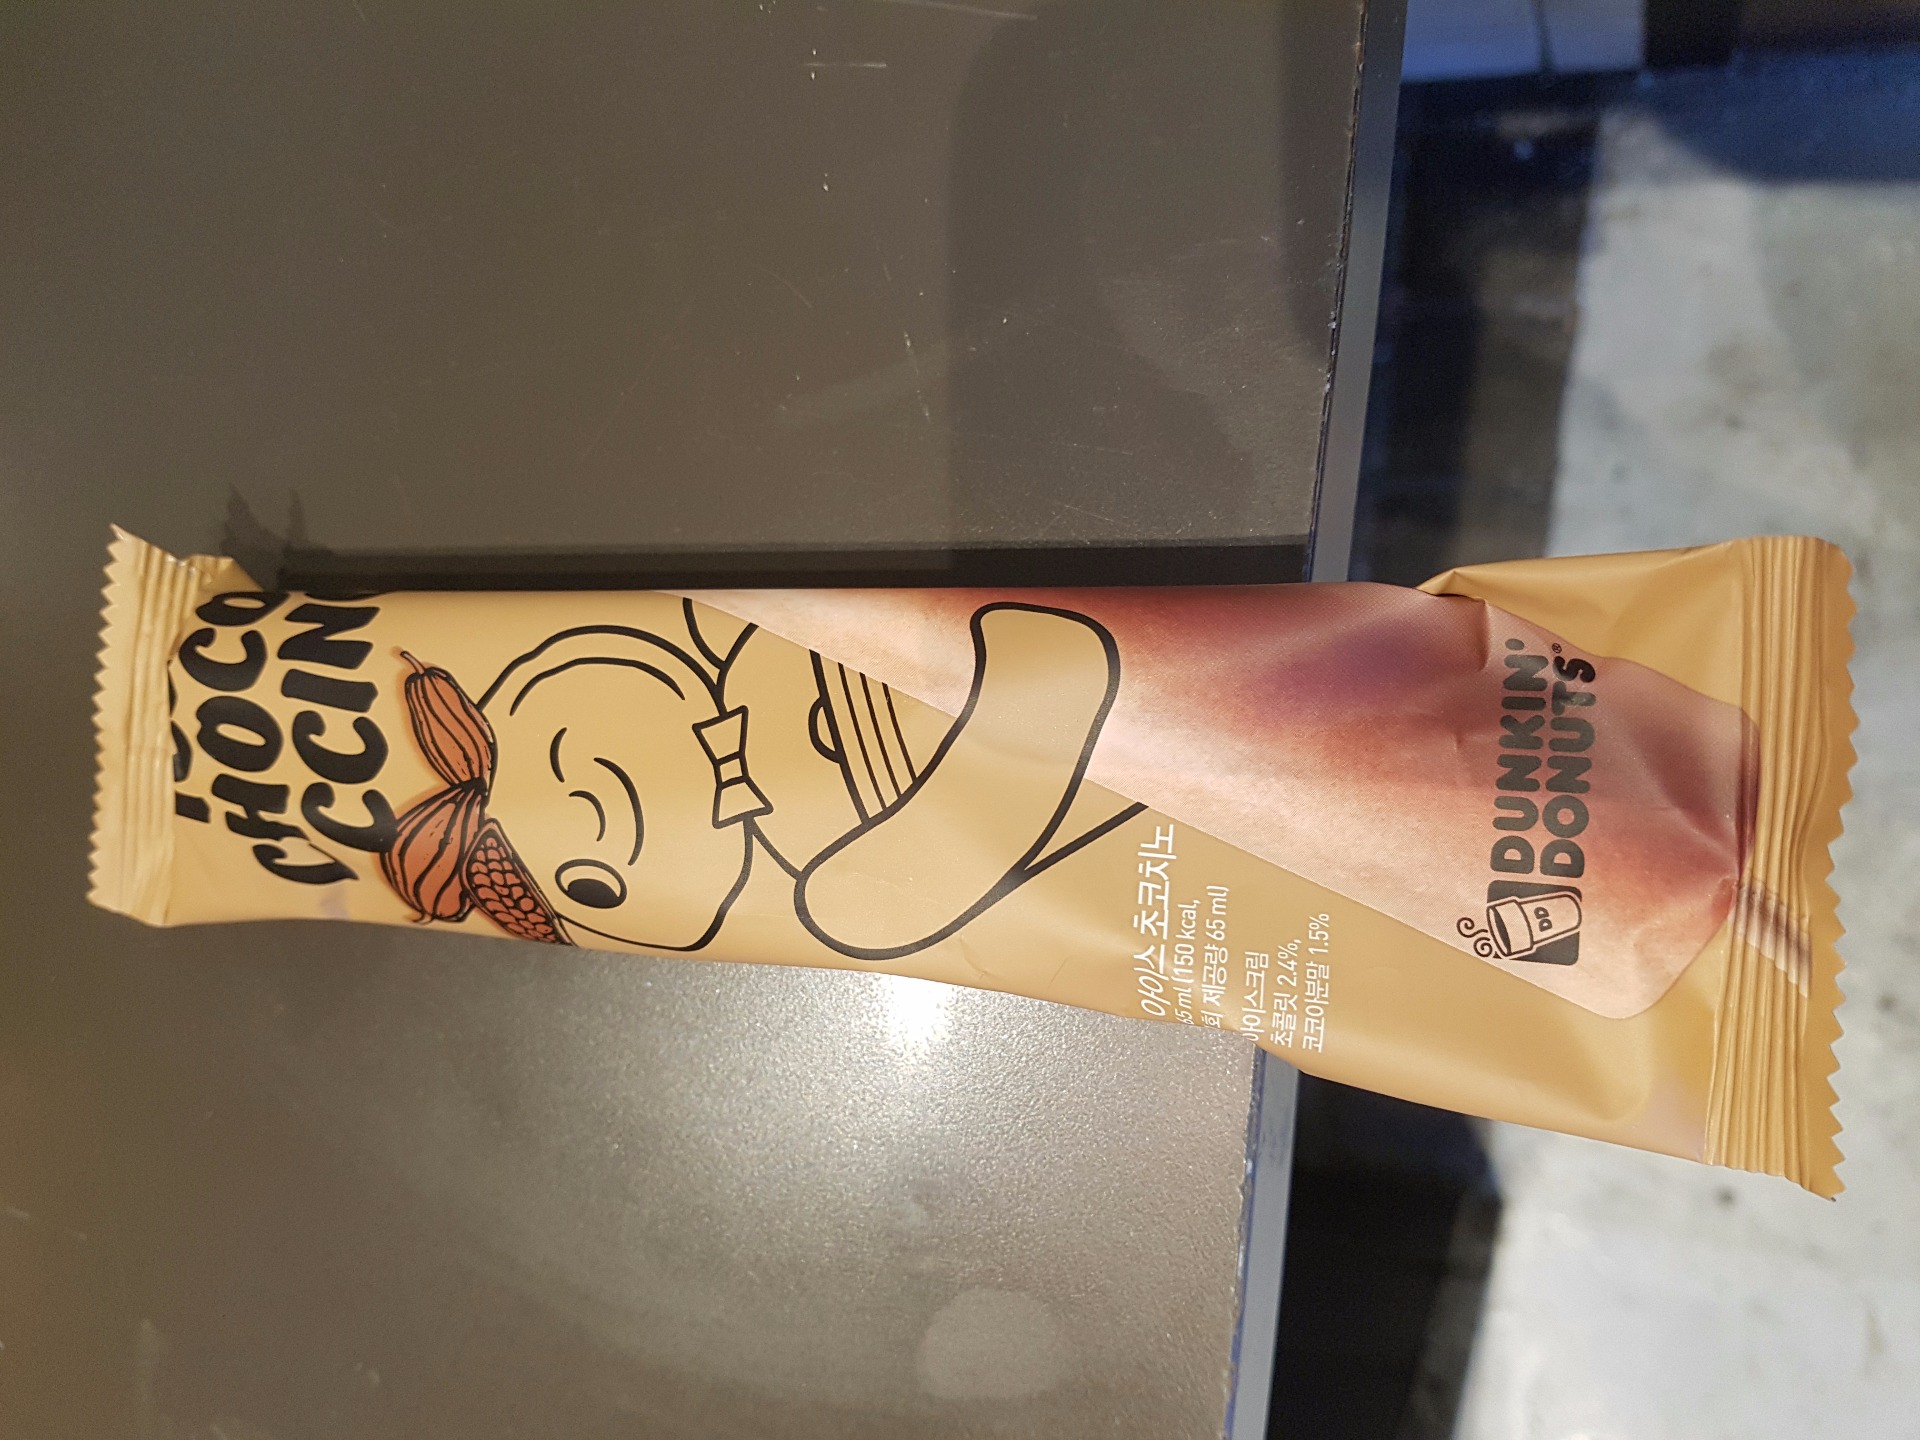 CHOCO
CCIN
아이스 초코치노
65 ml (150 kcal,
회 제공량 65 ml)
아이스크림
초콜릿 2.4%,
코코아분말 1.5%
DD
DUNKIN'
DONUTS®